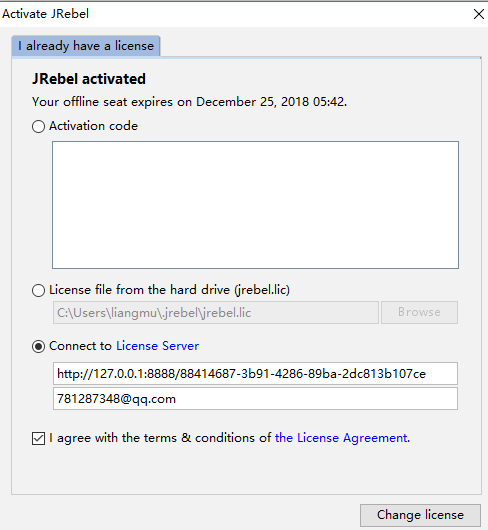 Activate JRebel
I already have a license
JRebel activated
Your offline seat expires on December 25, 2018 05:42.
Activation code
License file from the hard drive (jrebel.lic)
C:\Users\liangmu\.jrebel\jrebel.lic
Browse
Connect to License Server
http://127.0.0.1:8888/88414687-3b91-4286-89ba-2dc813b107ce
781287348@qq.com
I agree with the terms & conditions of the License Agreement.
Change license